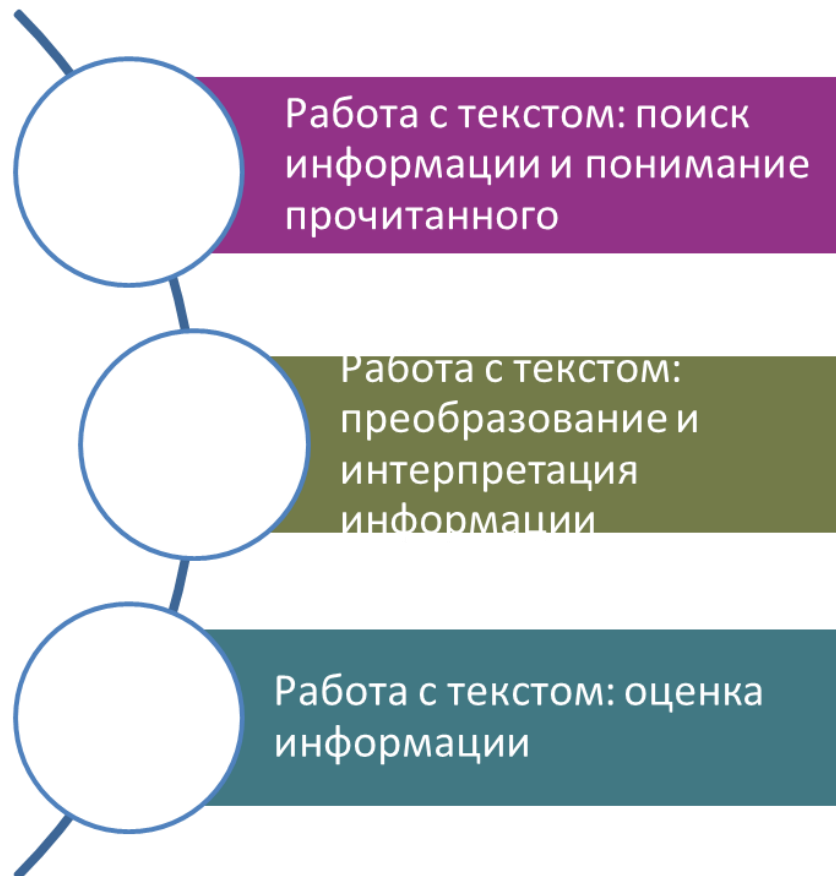 Работа с текстом: поиск
информации и понимание
прочитанного
Работа с текстом:
преобразование и
интерпретация
информации
Работа с текстом: оценка
информации